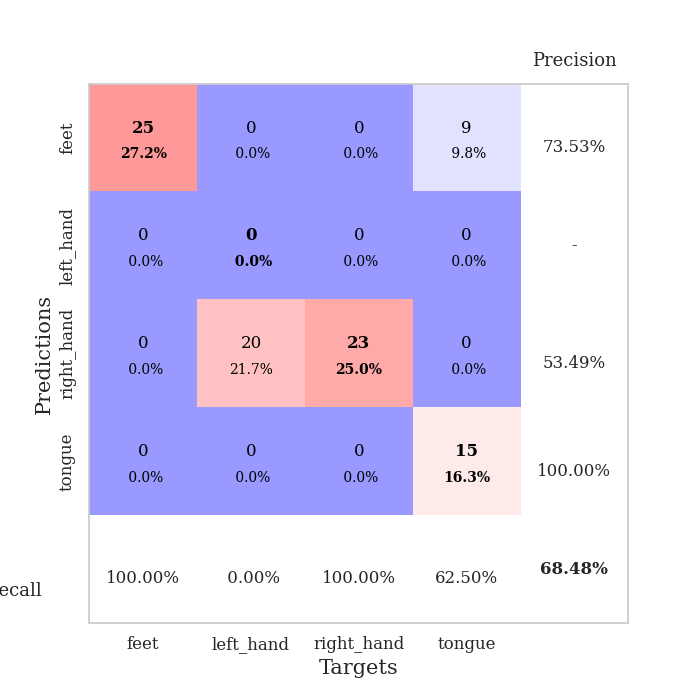 Precision
feet
25 0 0 9
27.2% 0.0% 0.0% 9.8%
73.53%
left_hand
0 0 0 0
0.0% 0.0% 0.0% 0.0%
-
right_hand
0 20 23 0
0.0% 21.7% 25.0% 0.0%
53.49%
tongue
0 0 0 15
0.0% 0.0% 0.0% 16.3%
100.00%
Predictions
ecall
100.00% 0.00% 100.00% 62.50% 68.48%
feet left_hand right_hand tongue
Targets